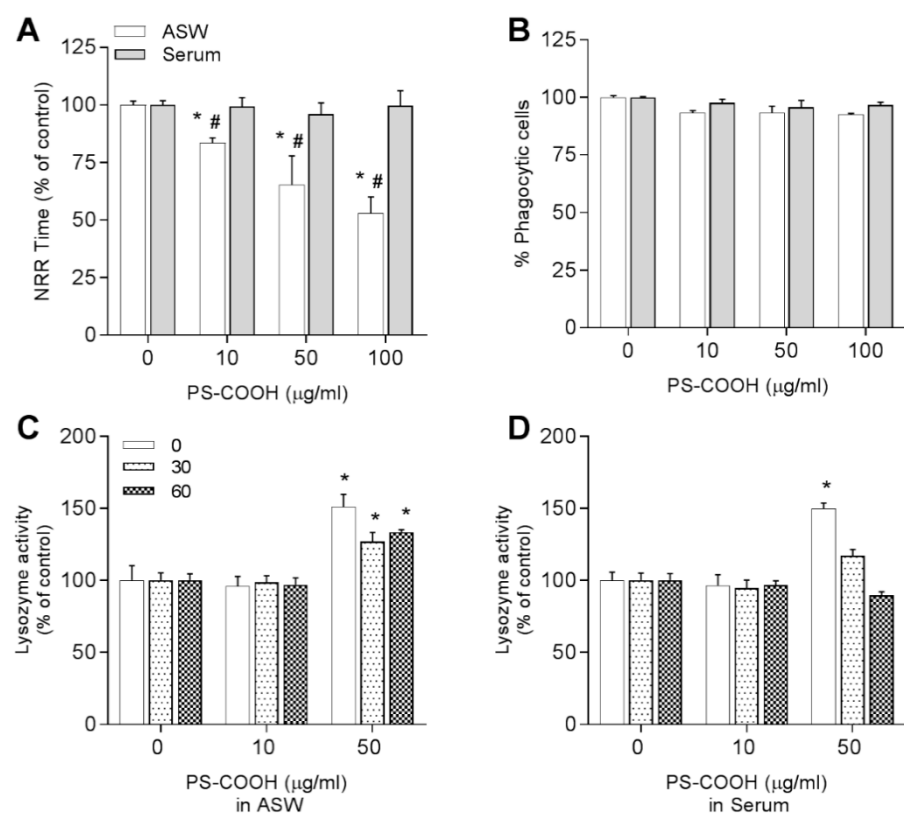 A
ASW
Serum
NRR Time (% of control)
125
100
75
50
25
0
* #
* #
* #
0 10 50 100
PS-COOH (µg/ml)
B
% Phagocytic cells
125
100
75
50
25
0
0 10 50 100
PS-COOH (µg/ml)
C
0
30
60
Lysozyme activity
(% of control)
200
150
100
50
0
* * *
0 10 50
PS-COOH (µg/ml)
in ASW
D
Lysozyme activity
(% of control)
200
150
100
50
0
*
0 10 50
PS-COOH (µg/ml)
in Serum